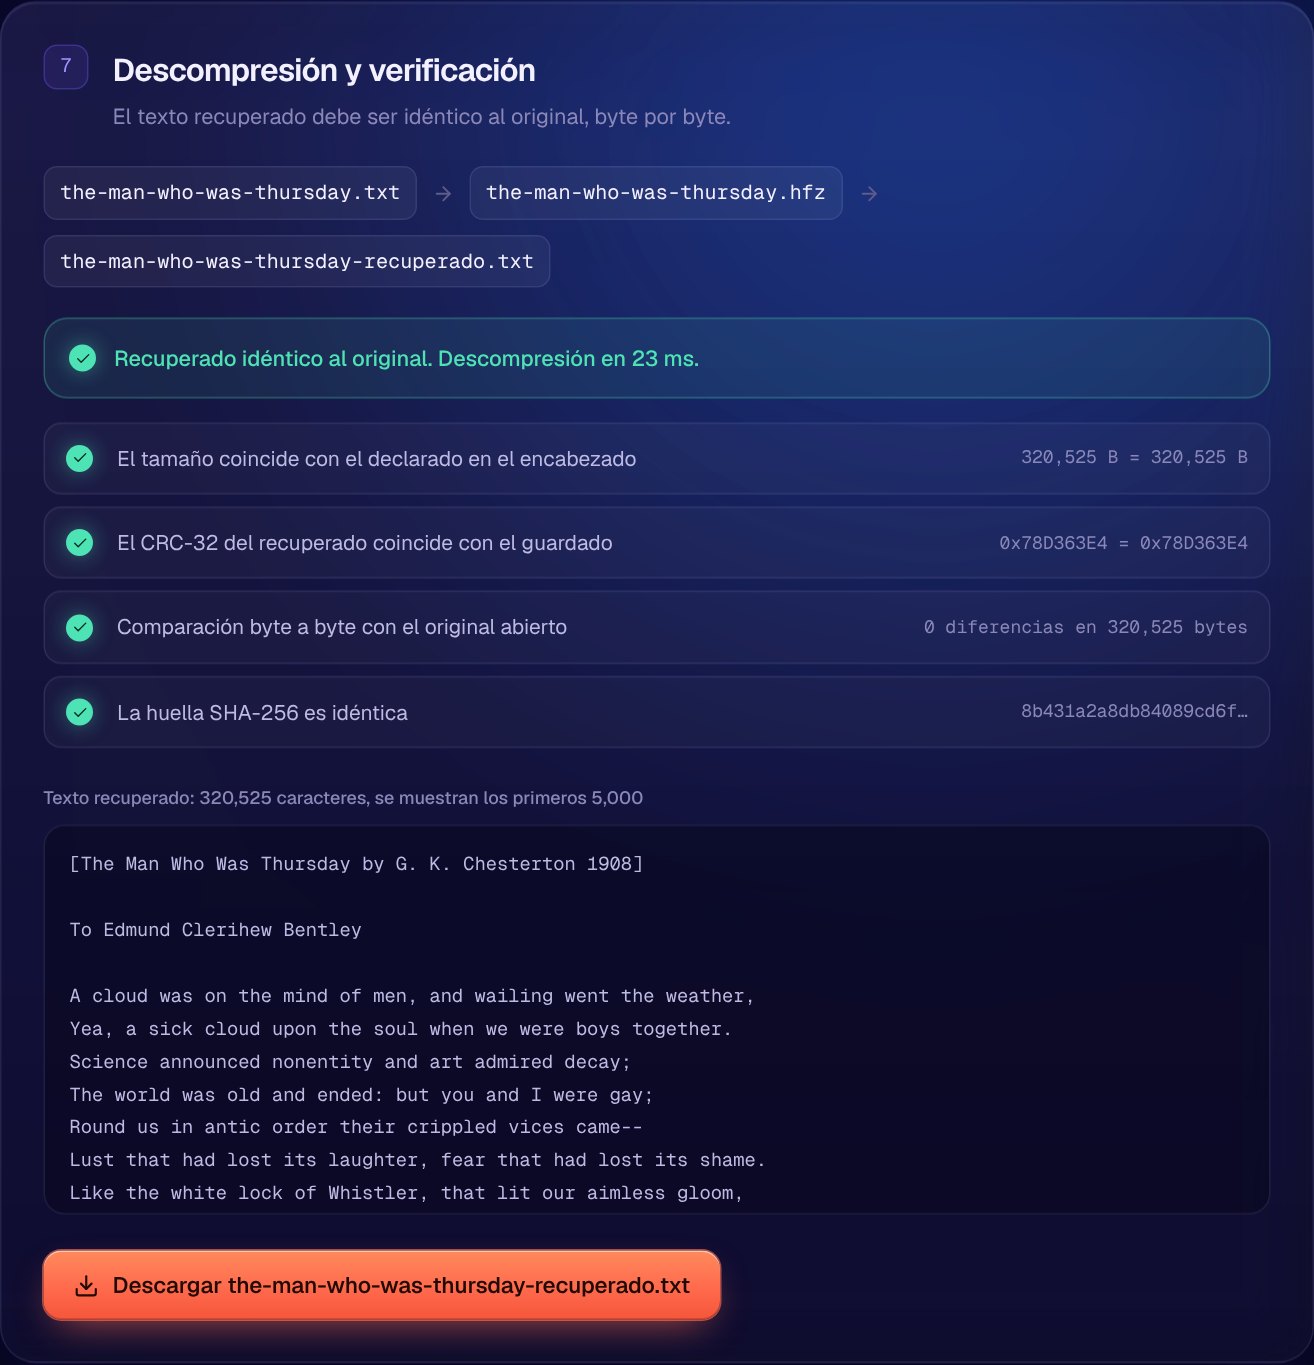 7
Descompresión y verificación
El texto recuperado debe ser idéntico al original, byte por byte.
the-man-who-was-thursday.txt → the-man-who-was-thursday.hfz →
the-man-who-was-thursday-recuperado.txt
Recuperado idéntico al original. Descompresión en 23 ms.
El tamaño coincide con el declarado en el encabezado 320,525 B = 320,525 B
El CRC-32 del recuperado coincide con el guardado 0x78D363E4 = 0x78D363E4
Comparación byte a byte con el original abierto 0 diferencias en 320,525 bytes
La huella SHA-256 es idéntica 8b431a2a8db84089cd6f…
Texto recuperado: 320,525 caracteres, se muestran los primeros 5,000
[The Man Who Was Thursday by G. K. Chesterton 1908]
To Edmund Clerihew Bentley
A cloud was on the mind of men, and wailing went the weather,
Yea, a sick cloud upon the soul when we were boys together.
Science announced nonentity and art admired decay;
The world was old and ended: but you and I were gay;
Round us in antic order their crippled vices came--
Lust that had lost its laughter, fear that had lost its shame.
Like the white lock of Whistler, that lit our aimless gloom,
Descargar the-man-who-was-thursday-recuperado.txt